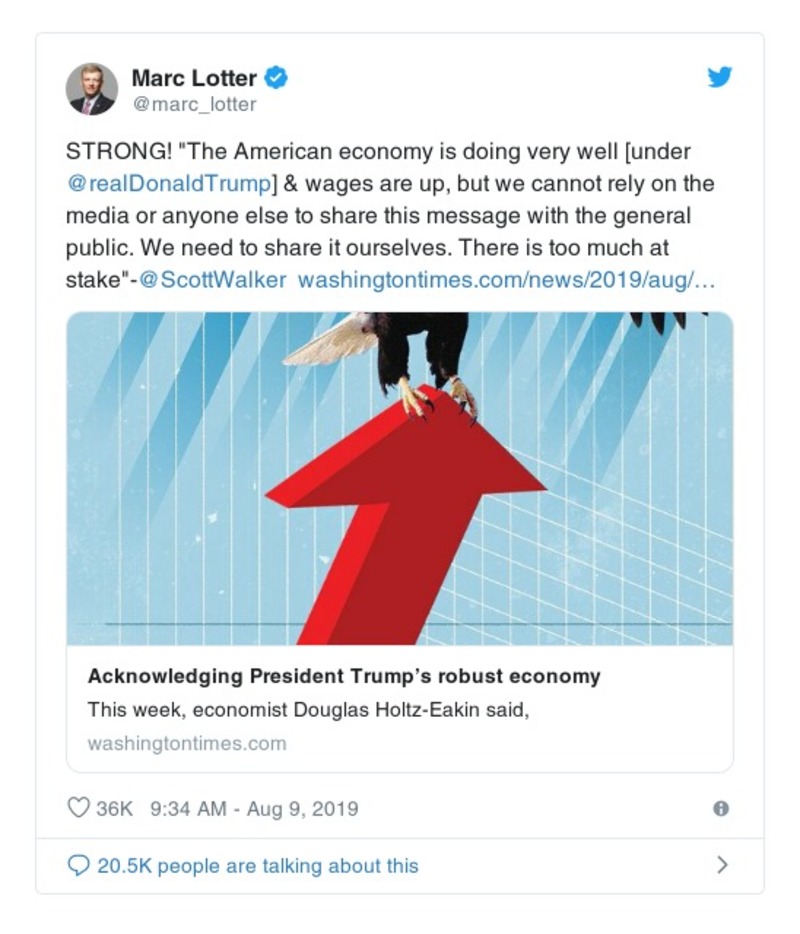 Marc Lotter
@marc_lotter
STRONG! "The American economy is doing very well [under
@realDonaldTrump] & wages are up, but we cannot rely on the
media or anyone else to share this message with the general
public. We need to share it ourselves. There is too much at
stake"-@ScottWalker washingtontimes.com/news/2019/aug/…
Acknowledging President Trump’s robust economy
This week, economist Douglas Holtz-Eakin said,
washingtontimes.com
36K 9:34 AM - Aug 9, 2019
20.5K people are talking about this